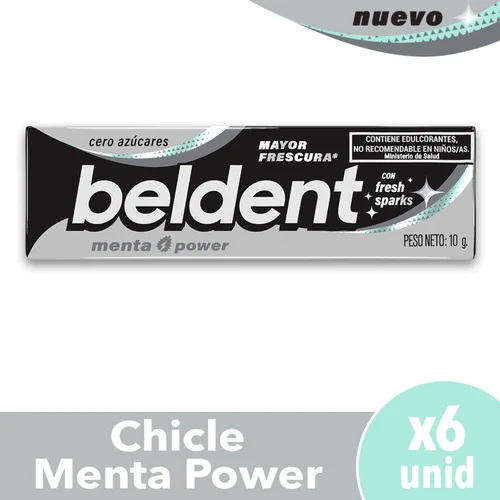 nuevo
cero azúcares
MAYOR
FRESCURA*
CONTIENE EDULCORANTES,
NO RECOMENDABLE EN NIÑOS/AS.
Ministerio de Salud
beldent
CON
fresh
sparks
menta power
PESO NETO: 10 g.
Chicle
Menta Power
x6
unid